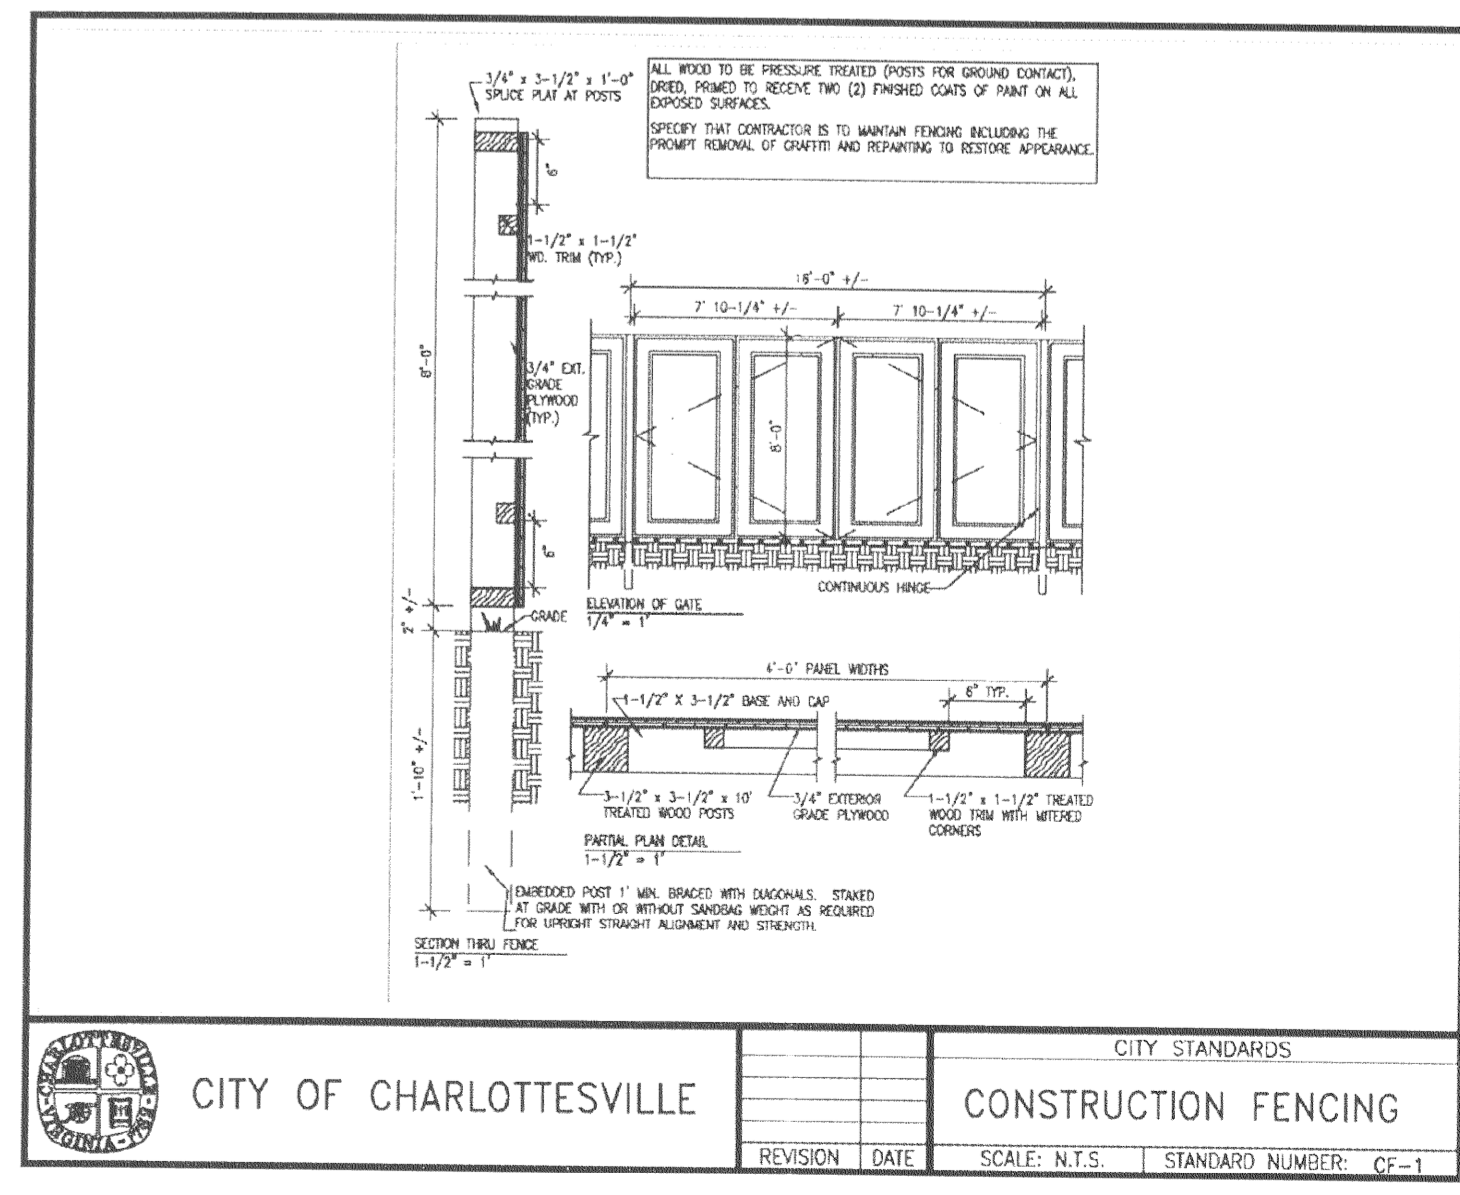 3/4" x 3-1/2" x 1'-0"
SPLICE PLAT AT POSTS
ALL WOOD TO BE PRESSURE TREATED (POSTS FOR GROUND CONTACT),
DRIED, PRIMED TO RECEIVE TWO (2) FINISHED COATS OF PAINT ON ALL
EXPOSED SURFACES.
SPECIFY THAT CONTRACTOR IS TO MAINTAIN FENCING INCLUDING THE
PROMPT REMOVAL OF GRAFFITI AND REPAINTING TO RESTORE APPEARANCE.
6"
1-1/2" x 1-1/2"
WD. TRIM (TYP.)
8'-0"
3/4" EXT.
GRADE
PLYWOOD
(TYP.)
6"
2" +/-
GRADE
1'-10" +/-
16'-0" +/-
7' 10-1/4" +/-
7' 10-1/4" +/-
8'-0"
CONTINUOUS HINGE
ELEVATION OF GATE
1/4" = 1'
4'-0" PANEL WIDTHS
1-1/2" X 3-1/2" BASE AND CAP
6" TYP.
3-1/2" x 3-1/2" x 10'
TREATED WOOD POSTS
3/4" EXTERIOR
GRADE PLYWOOD
1-1/2" x 1-1/2" TREATED
WOOD TRIM WITH MITERED
CORNERS
PARTIAL PLAN DETAIL
1-1/2" = 1'
EMBEDDED POST 1' MIN. BRACED WITH DIAGONALS. STAKED
AT GRADE WITH OR WITHOUT SANDBAG WEIGHT AS REQUIRED
FOR UPRIGHT STRAIGHT ALIGNMENT AND STRENGTH.
SECTION THRU FENCE
1-1/2" = 1'
CHARLOTTESVILLE
VIRGINIA
CITY OF CHARLOTTESVILLE
REVISION
DATE
CITY STANDARDS
CONSTRUCTION FENCING
SCALE: N.T.S.
STANDARD NUMBER: CF-1